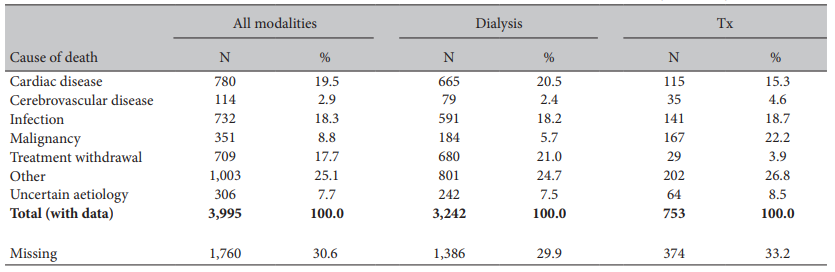 All modalities Dialysis Tx
Cause of death N % N % N %
Cardiac disease 780 19.5 665 20.5 115 15.3
Cerebrovascular disease 114 2.9 79 2.4 35 4.6
Infection 732 18.3 591 18.2 141 18.7
Malignancy 351 8.8 184 5.7 167 22.2
Treatment withdrawal 709 17.7 680 21.0 29 3.9
Other 1,003 25.1 801 24.7 202 26.8
Uncertain aetiology 306 7.7 242 7.5 64 8.5
Total (with data) 3,995 100.0 3,242 100.0 753 100.0
Missing 1,760 30.6 1,386 29.9 374 33.2